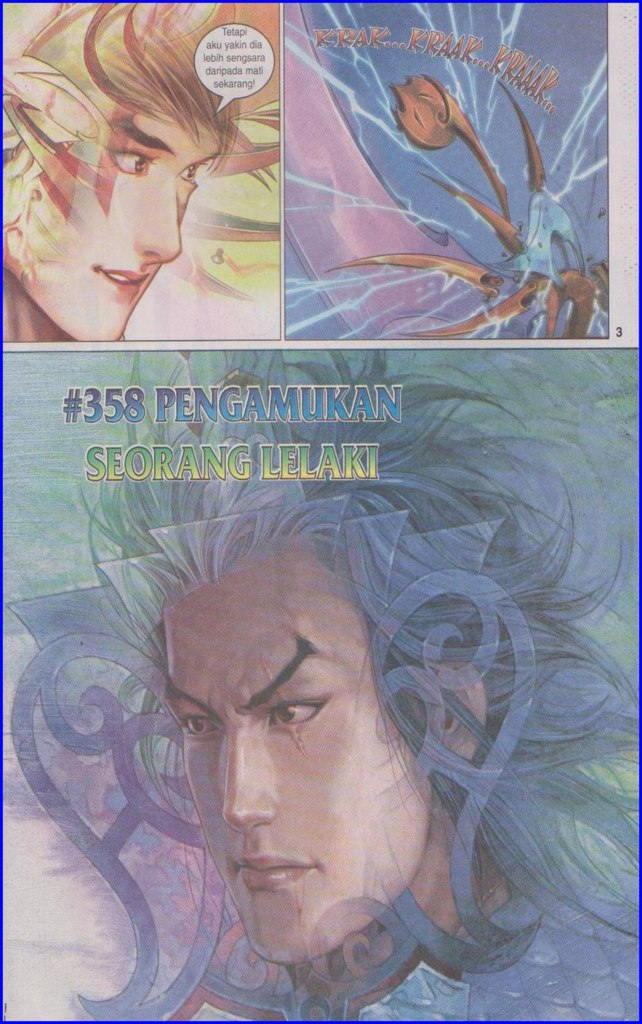 Tetapi
aku yakin dia
lebih sengsara
daripada mati
sekarang!
KRAK...KRAAK...KRAAAK...
3
#358 PENGAMUKAN
SEORANG LELAKI